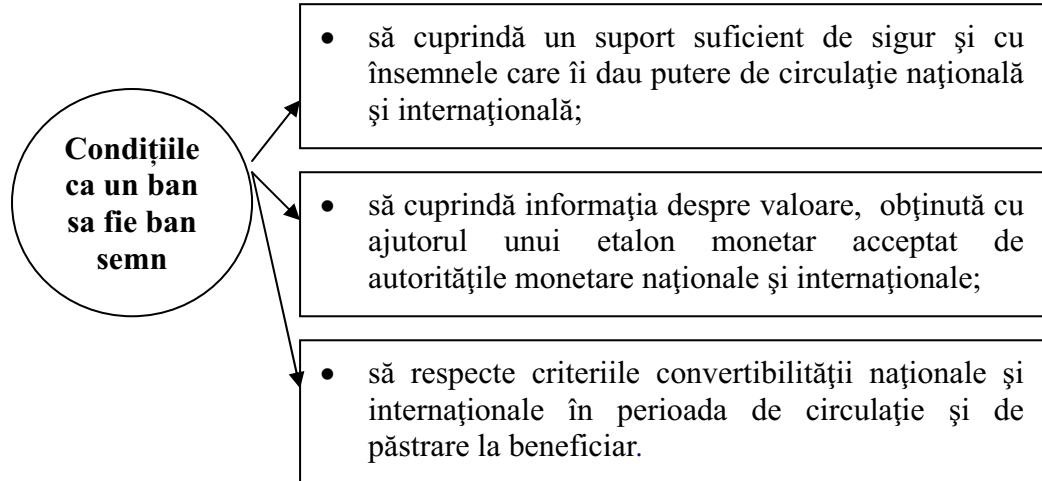 Condițiile
ca un ban
sa fie ban
semn
• să cuprindă un suport suficient de sigur şi cu
însemnele care îi dau putere de circulaţie naţională
şi internaţională;
• să cuprindă informaţia despre valoare, obţinută cu
ajutorul unui etalon monetar acceptat de
autorităţile monetare naţionale şi internaţionale;
• să respecte criteriile convertibilităţii naţionale şi
internaţionale în perioada de circulaţie şi de
păstrare la beneficiar.